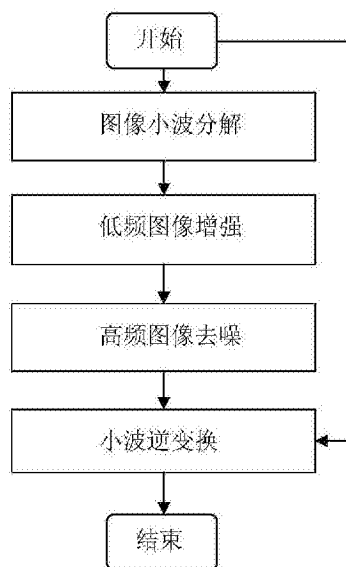 开始
图像小波分解
低频图像增强
高频图像去噪
小波逆变换
结束